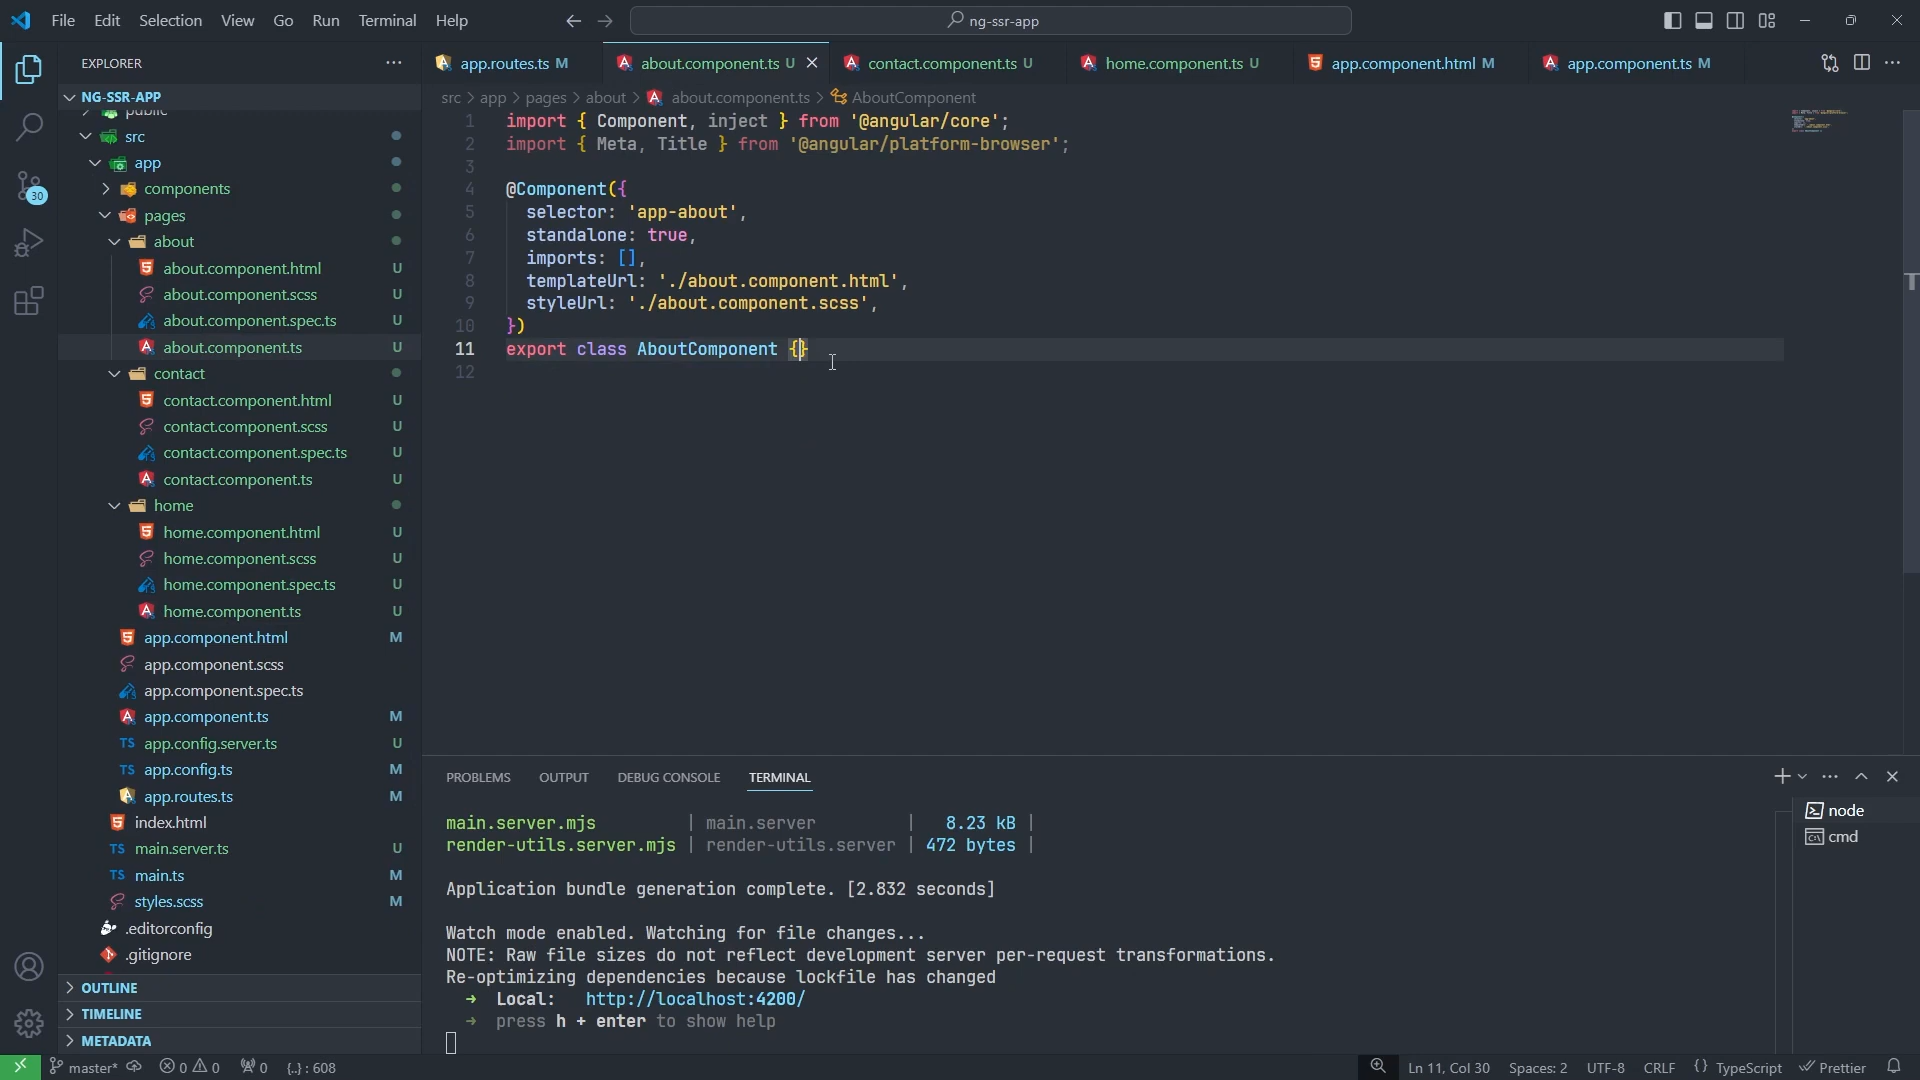 File Edit Selection View Go Run Terminal Help
ng-ssr-app
EXPLORER
NG-SSR-APP
public
src
app
components
pages
about
about.component.html U
about.component.scss U
about.component.spec.ts U
about.component.ts U
contact
contact.component.html U
contact.component.scss U
contact.component.spec.ts U
contact.component.ts U
home
home.component.html U
home.component.scss U
home.component.spec.ts U
home.component.ts U
app.component.html M
app.component.scss
app.component.spec.ts
app.component.ts M
TS app.config.server.ts U
TS app.config.ts M
app.routes.ts M
index.html
TS main.server.ts U
TS main.ts M
styles.scss M
.editorconfig
.gitignore
OUTLINE
TIMELINE
METADATA
30
app.routes.ts M about.component.ts U contact.component.ts U home.component.ts U app.component.html M app.component.ts M
src > app > pages > about > about.component.ts > AboutComponent
1 import { Component, inject } from '@angular/core';
2 import { Meta, Title } from '@angular/platform-browser';
3
4 @Component({
5 selector: 'app-about',
6 standalone: true,
7 imports: [],
8 templateUrl: './about.component.html',
9 styleUrl: './about.component.scss',
10 })
11 export class AboutComponent {}
12
PROBLEMS OUTPUT DEBUG CONSOLE TERMINAL
main.server.mjs | main.server | 8.23 kB |
render-utils.server.mjs | render-utils.server | 472 bytes |
Application bundle generation complete. [2.832 seconds]
Watch mode enabled. Watching for file changes...
NOTE: Raw file sizes do not reflect development server per-request transformations.
Re-optimizing dependencies because lockfile has changed
➜ Local: http://localhost:4200/
➜ press h + enter to show help
node
cmd
master* 0 0 0 {..} : 608
Ln 11, Col 30 Spaces: 2 UTF-8 CRLF {} TypeScript Prettier